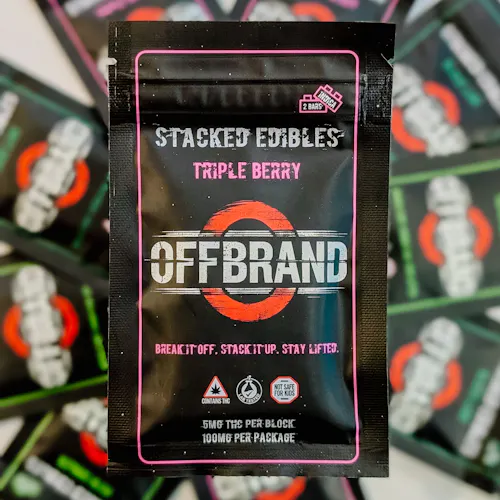 INDICA
2 BARS
STACKED EDIBLES
TRIPLE BERRY
OFFBRAND
BREAK IT OFF. STACK IT UP. STAY LIFTED.
CONTAINS THC
NOT SAFE
FOR KIDS
5MG THC PER BLOCK
100MG PER PACKAGE